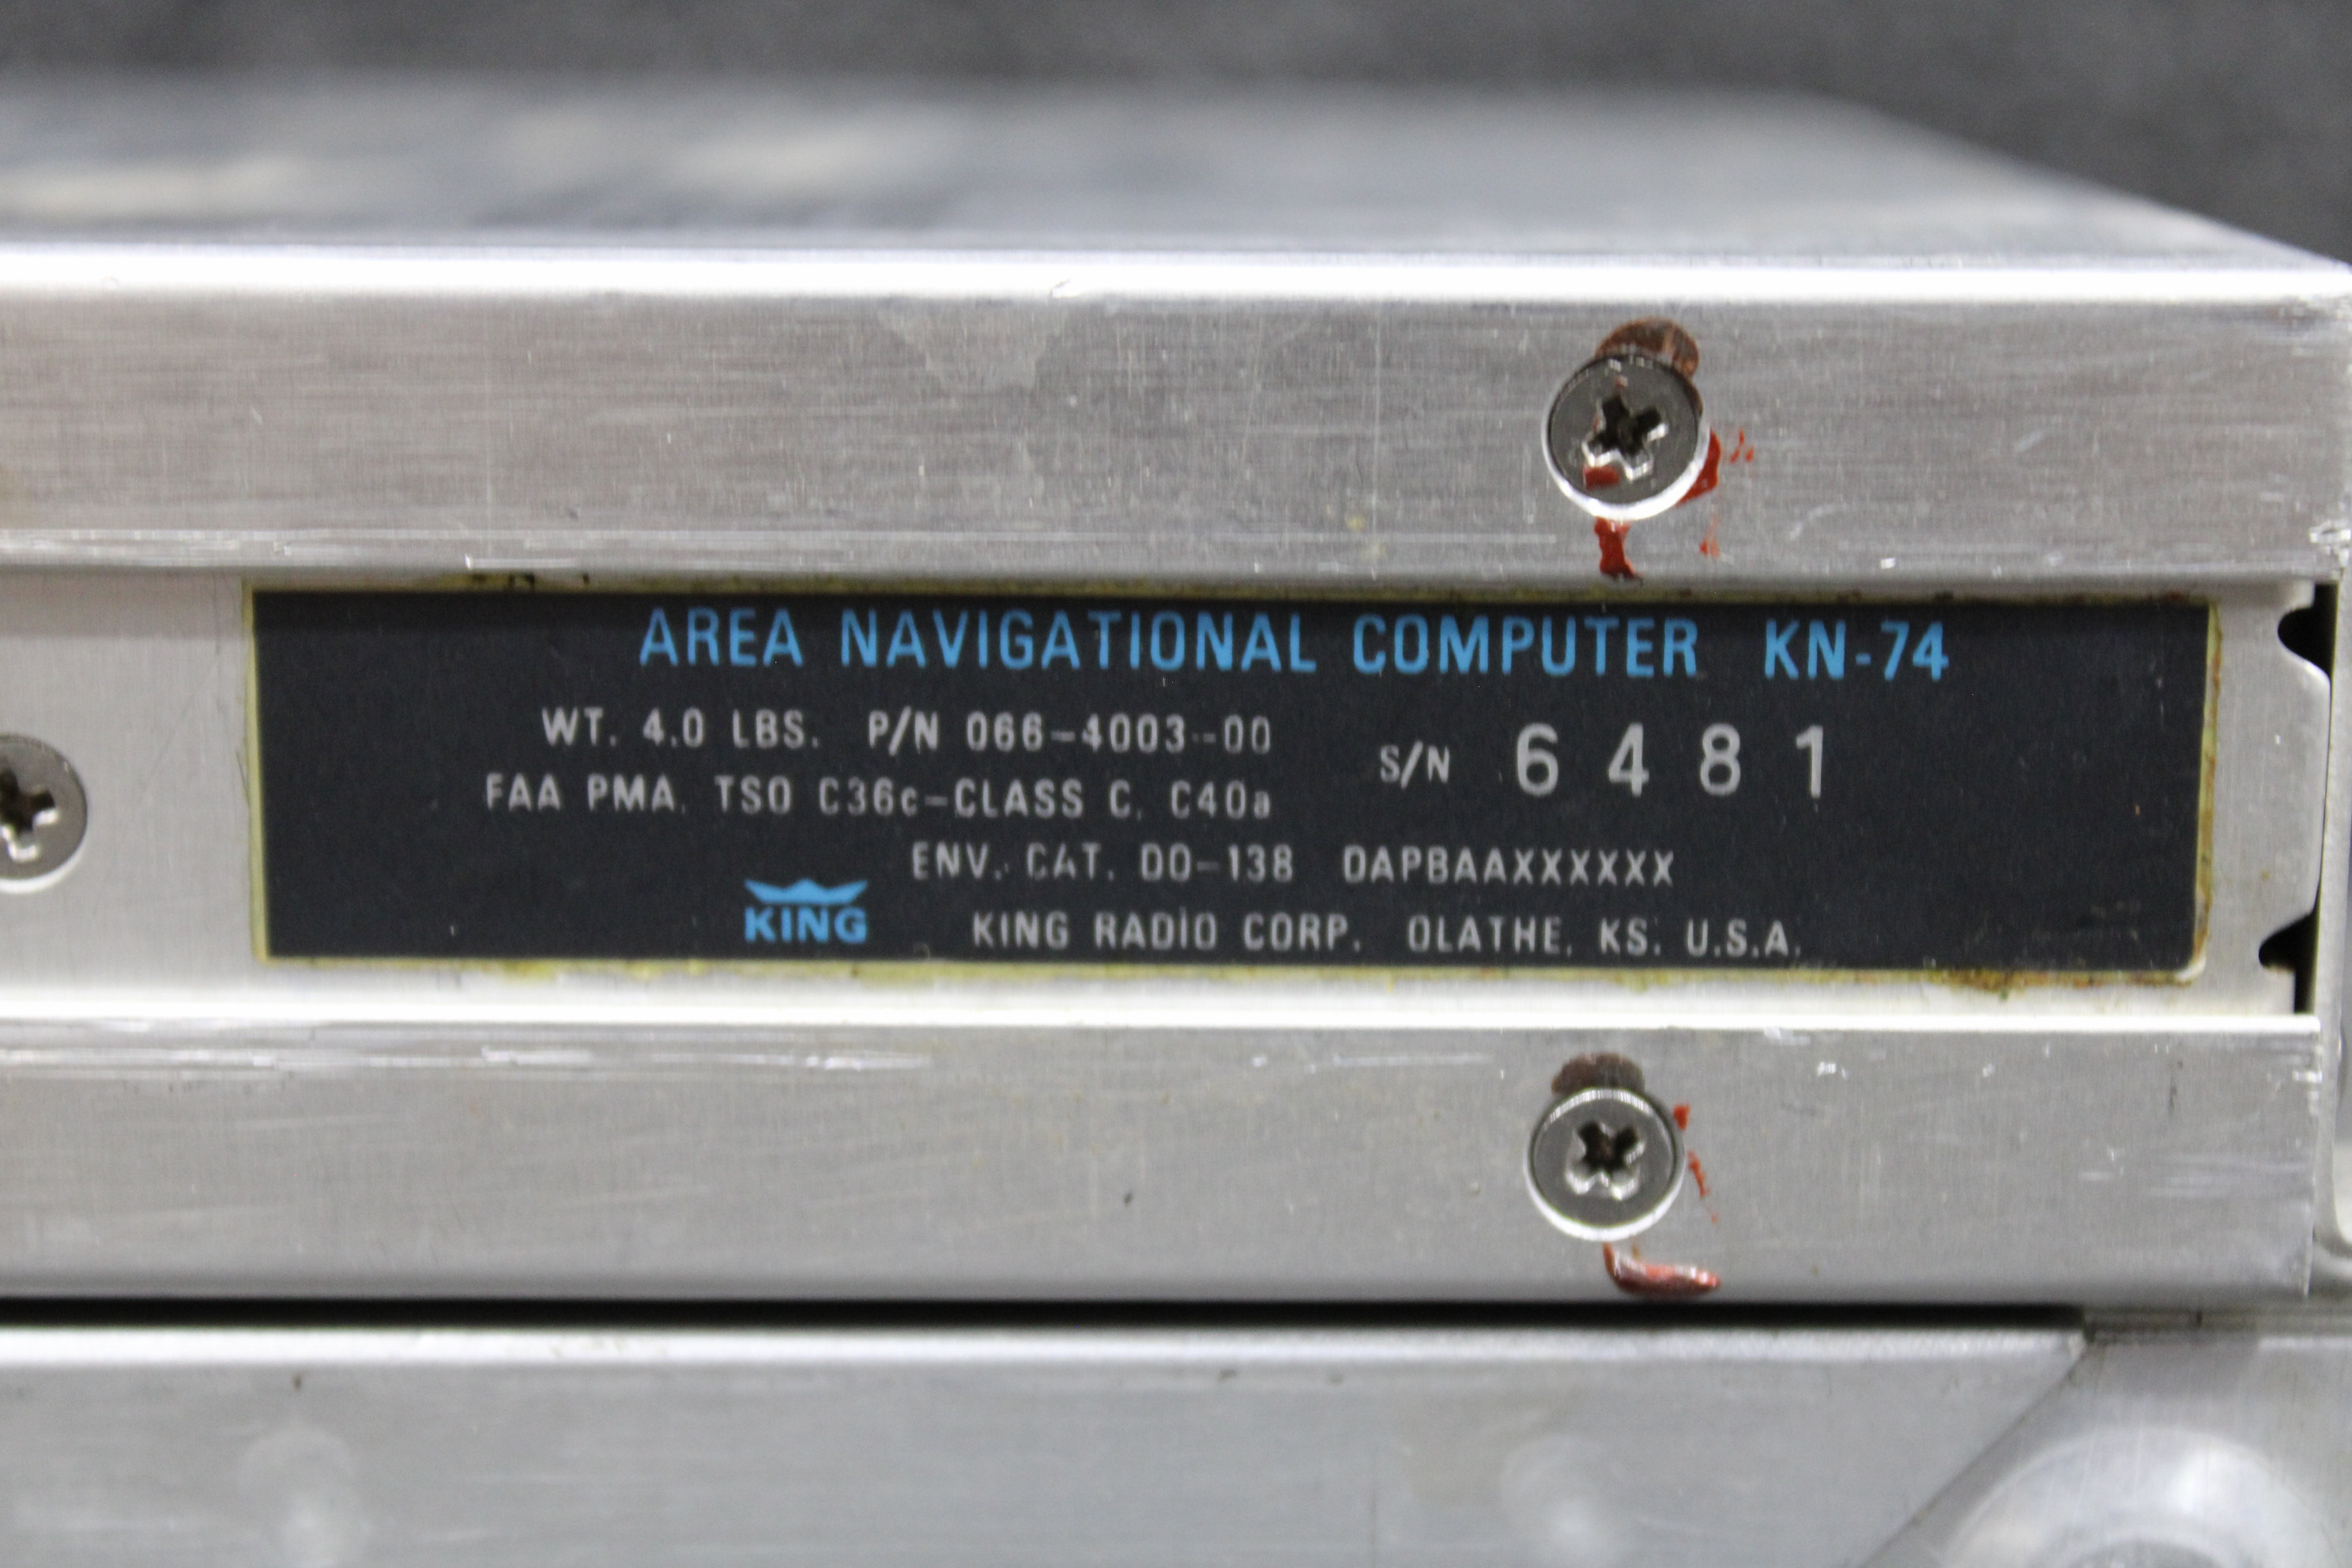 AREA NAVIGATIONAL COMPUTER KN-74
WT. 4.0 LBS. P/N 066-4003-00 S/N 6481
FAA PMA. TSO C36c-CLASS C, C40a
ENV. CAT. DO-138 DAPBAAXXXXXX
KING KING RADIO CORP. OLATHE, KS. U.S.A.